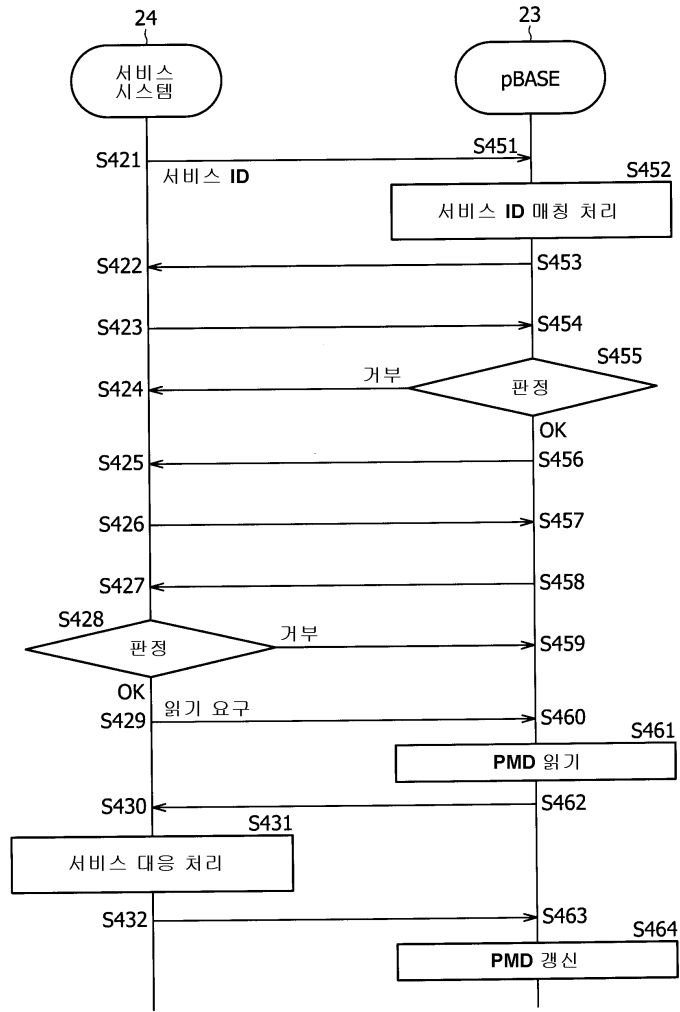 24
23
서비스
시스템
pBASE
S421
S451
서비스 ID
S452
서비스 ID 매칭 처리
S422
S453
S423
S454
S455
S424
거부
판정
OK
S425
S456
S426
S457
S427
S458
S428
판정
거부
S459
OK
S429
읽기 요구
S460
S461
PMD 읽기
S430
S462
S431
서비스 대응 처리
S432
S463
S464
PMD 갱신